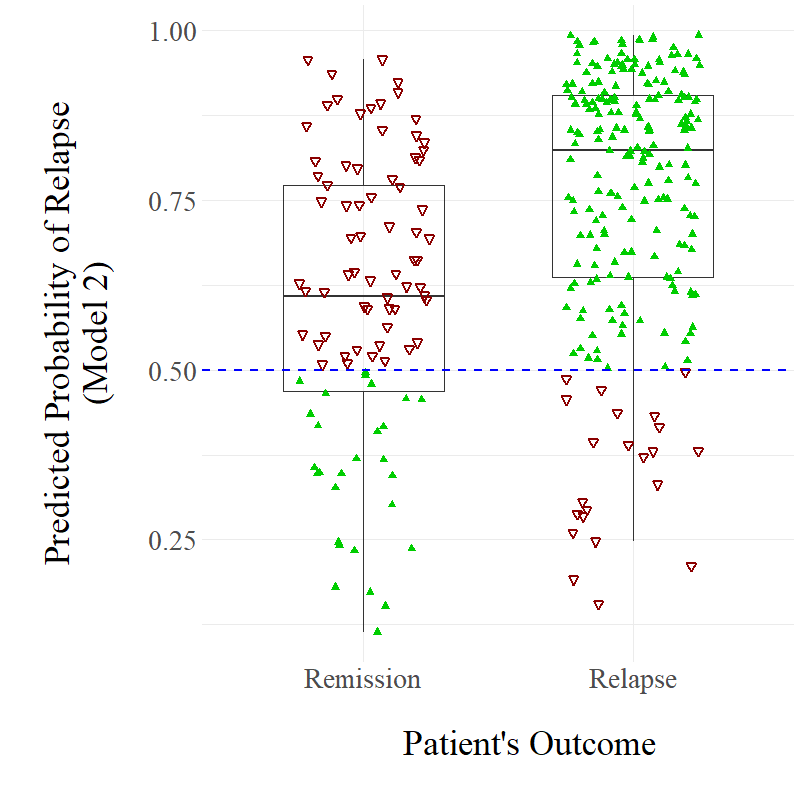 Predicted Probability of Relapse
(Model 2)
1.00
0.75
0.50
0.25
Remission
Relapse
Patient's Outcome